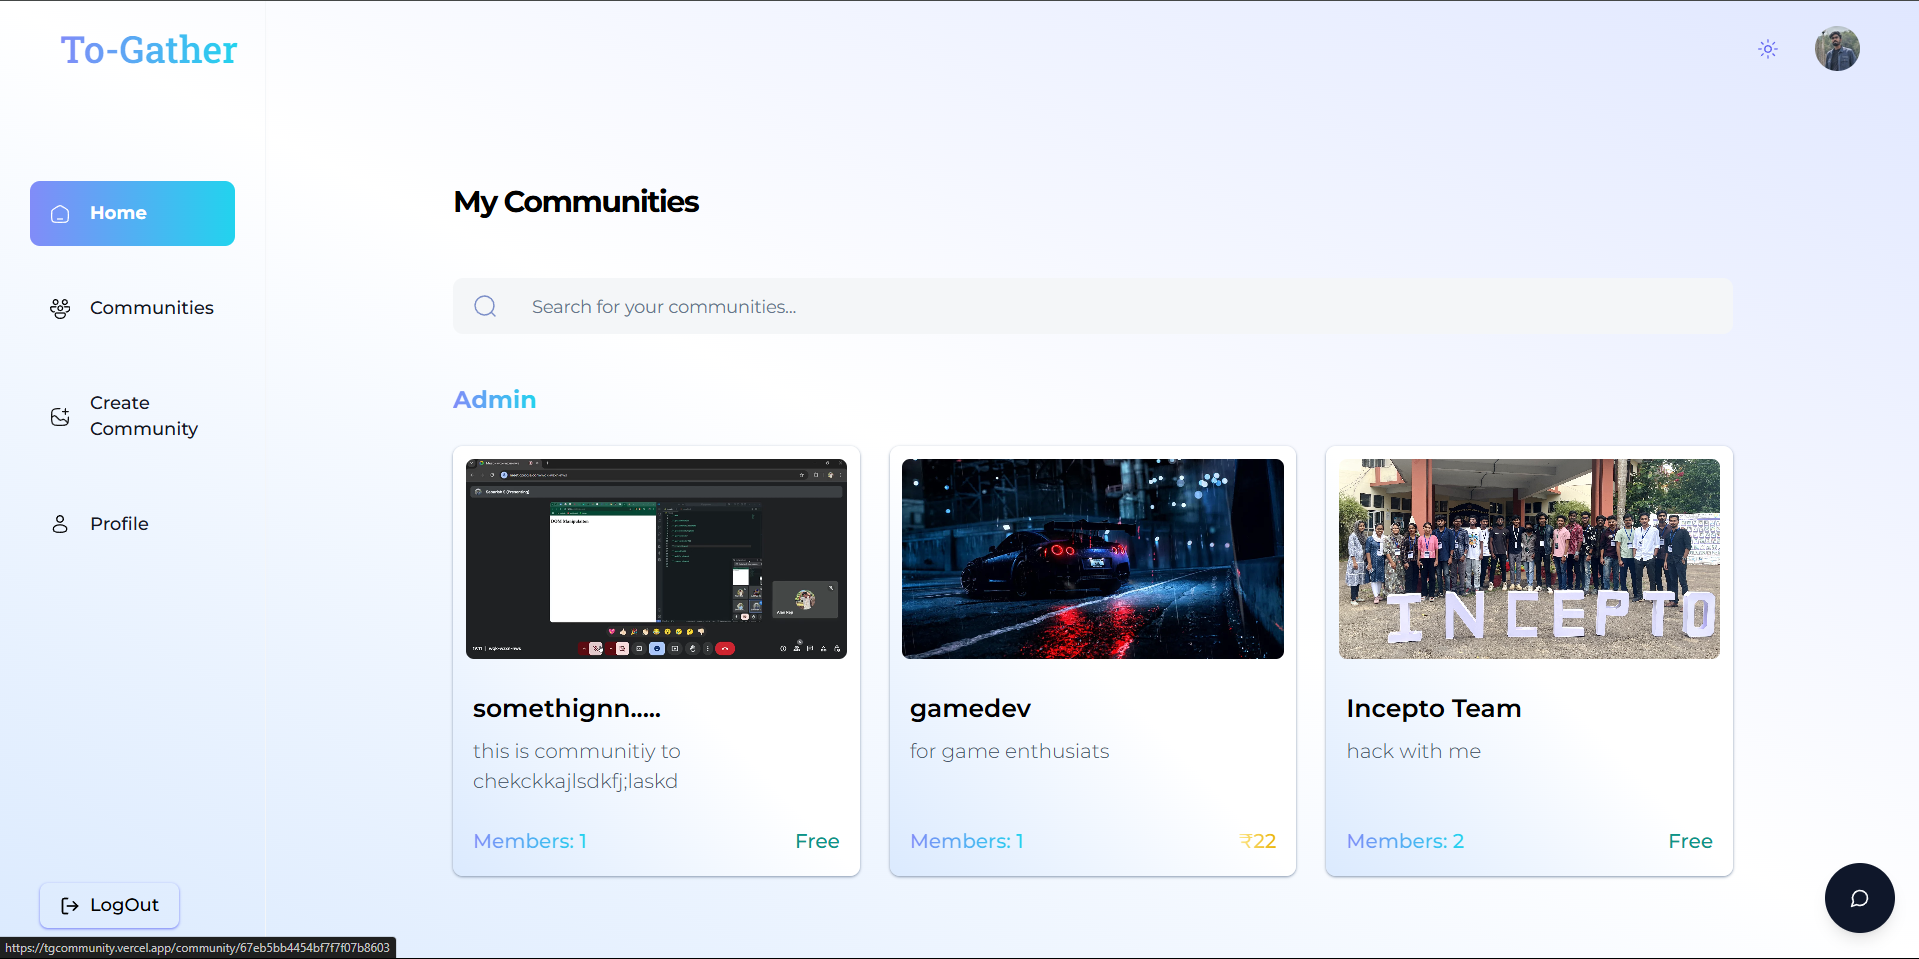 To-Gather
Home
Communities
Create
Community
Profile
LogOut
My Communities
Search for your communities...
Admin
DOM Manipulation
somethignn.....
this is communitiy to
chekckkajlsdkfj;laskd
Members: 1
Free
gamedev
for game enthusiats
Members: 1
₹22
INCEPTO
Incepto Team
hack with me
Members: 2
Free
https://tgcommunity.vercel.app/community/67eb5bb4454bf7f7f07b8603